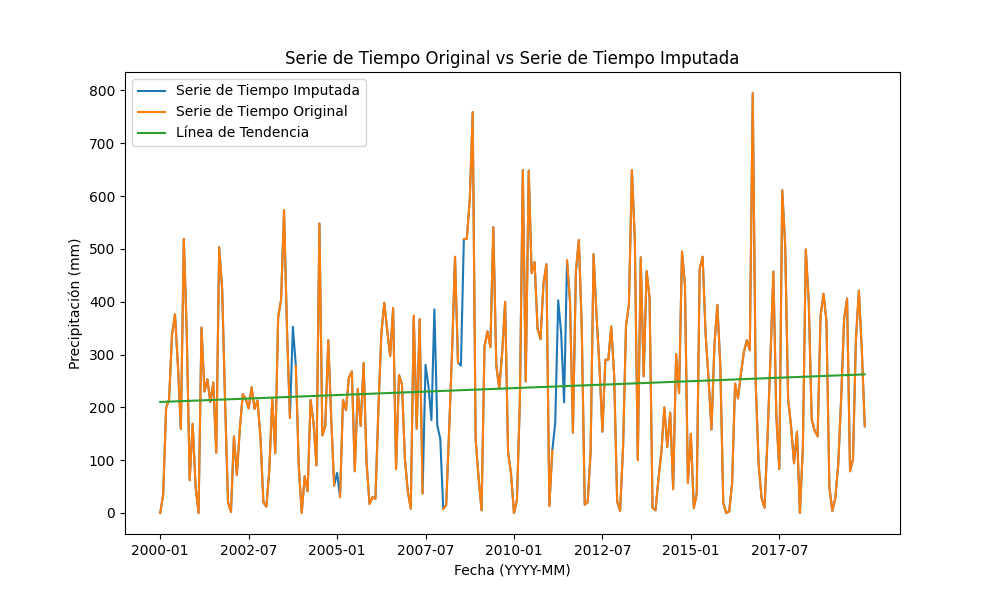 Serie de Tiempo Original vs Serie de Tiempo Imputada
Serie de Tiempo Imputada
Serie de Tiempo Original
Línea de Tendencia
Precipitación (mm)
800
700
600
500
400
300
200
100
0
2000-01 2002-07 2005-01 2007-07 2010-01 2012-07 2015-01 2017-07
Fecha (YYYY-MM)